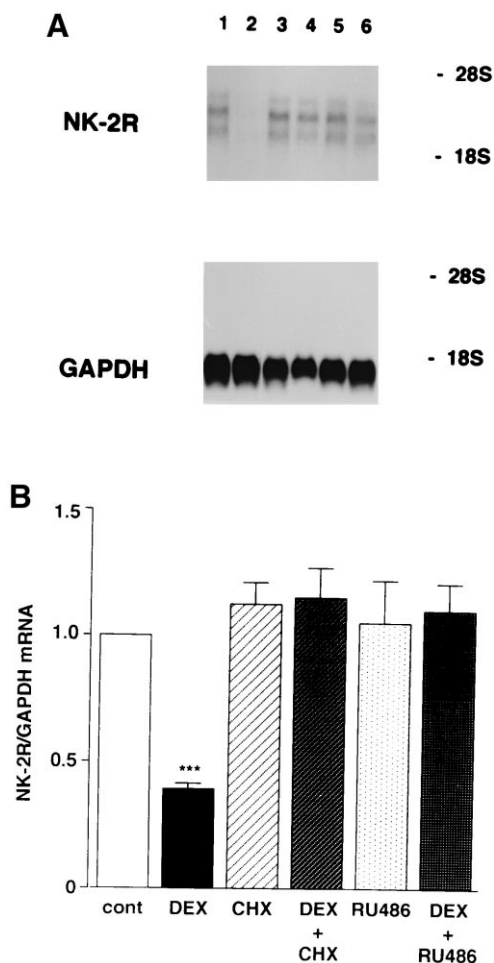 A
1 2 3 4 5 6
NK-2R
- 28S
- 18S
GAPDH
- 28S
- 18S
B
NK-2R/GAPDH mRNA
1.5
1.0
0.5
0
***
cont DEX CHX DEX + CHX RU486 DEX + RU486